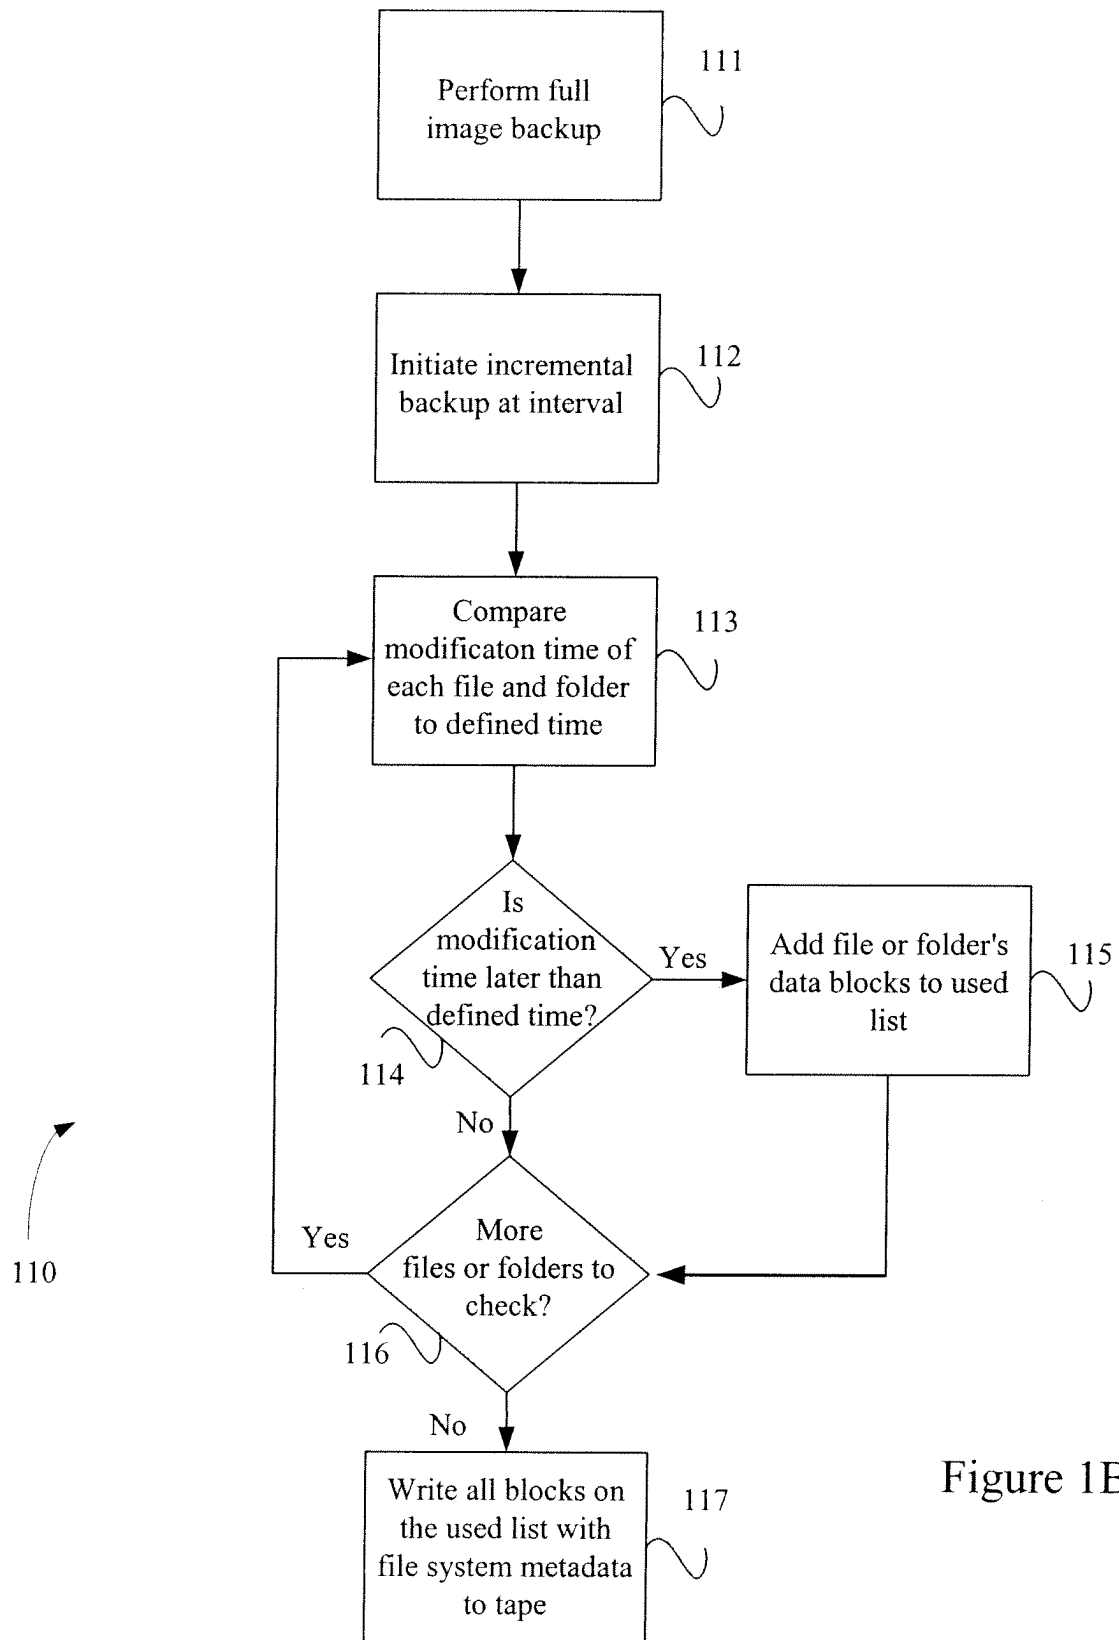 Perform full
image backup
111
Initiate incremental
backup at interval
112
Compare
modificaton time of
each file and folder
to defined time
113
Is
modification
time later than
defined time?
114
Yes
Add file or folder's
data blocks to used
list
115
No
More
files or folders to
check?
116
Yes
110
No
Write all blocks on
the used list with
file system metadata
to tape
117
Figure 1B